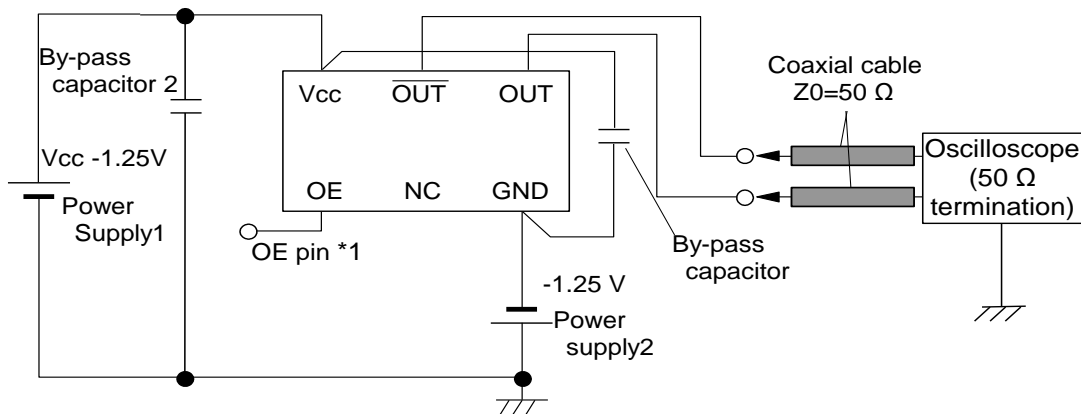 By-pass
capacitor 2
Vcc -1.25V
Power
Supply1
Vcc
OUT
OUT
OE
NC
GND
OE pin *1
-1.25 V
Power
supply2
By-pass
capacitor
Coaxial cable
Z0=50 Ω
Oscilloscope
(50 Ω
termination)